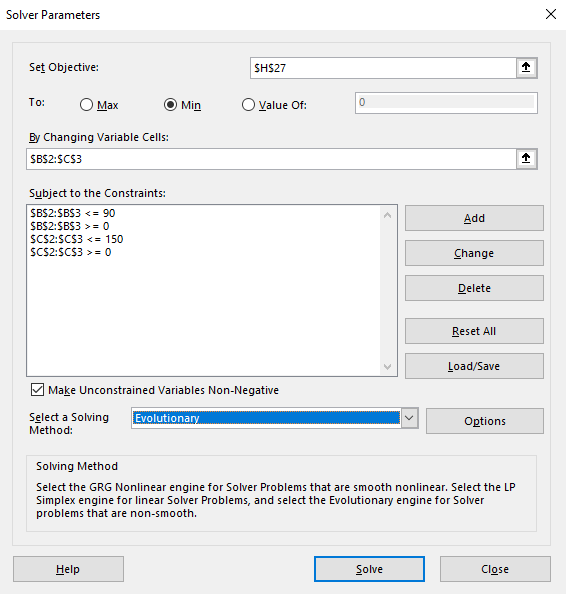 Solver Parameters
Set Objective:
$H$27
To:
Max
Min
Value Of:
0
By Changing Variable Cells:
$B$2:$C$3
Subject to the Constraints:
$B$2:$B$3 <= 90
$B$2:$B$3 >= 0
$C$2:$C$3 <= 150
$C$2:$C$3 >= 0
Add
Change
Delete
Reset All
Load/Save
Make Unconstrained Variables Non-Negative
Select a Solving
Method:
Evolutionary
Options
Solving Method
Select the GRG Nonlinear engine for Solver Problems that are smooth nonlinear. Select the LP
Simplex engine for linear Solver Problems, and select the Evolutionary engine for Solver
problems that are non-smooth.
Help
Solve
Close